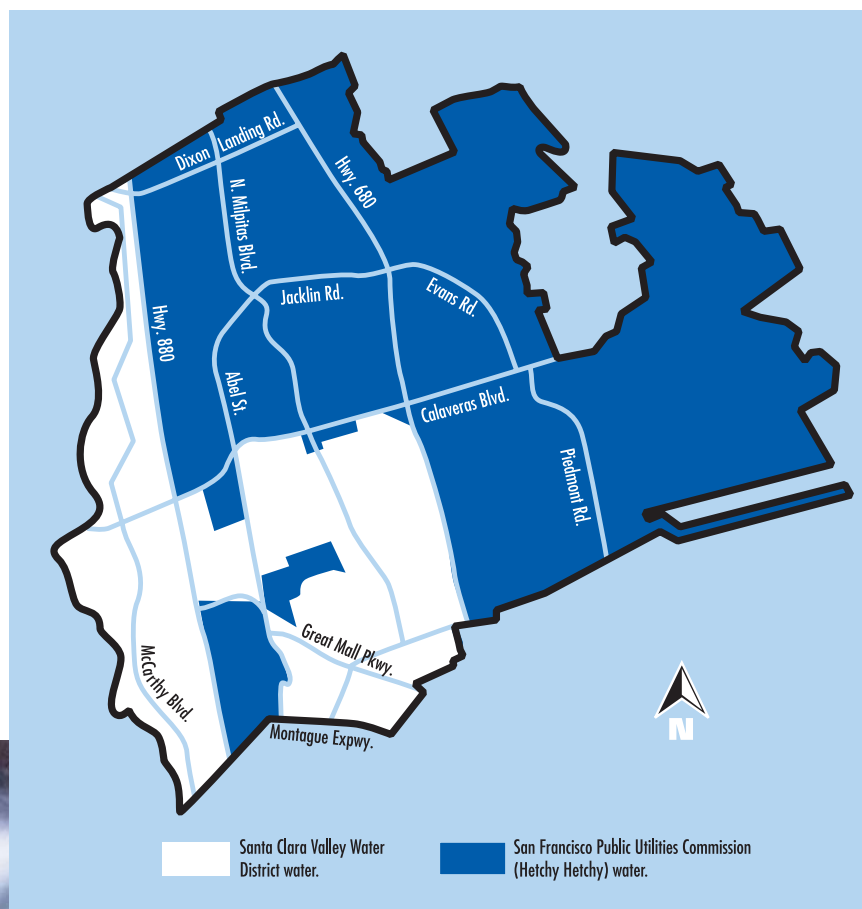 Dixon Landing Rd.
Hwy. 680
N. Milpitas Blvd.
Jacklin Rd.
Evans Rd.
Hwy. 880
Abel St.
Calaveras Blvd.
Piedmont Rd.
Great Mall Pkwy.
McCarthy Blvd.
Montague Expwy.
N
Santa Clara Valley Water
District water.
San Francisco Public Utilities Commission
(Hetchy Hetchy) water.